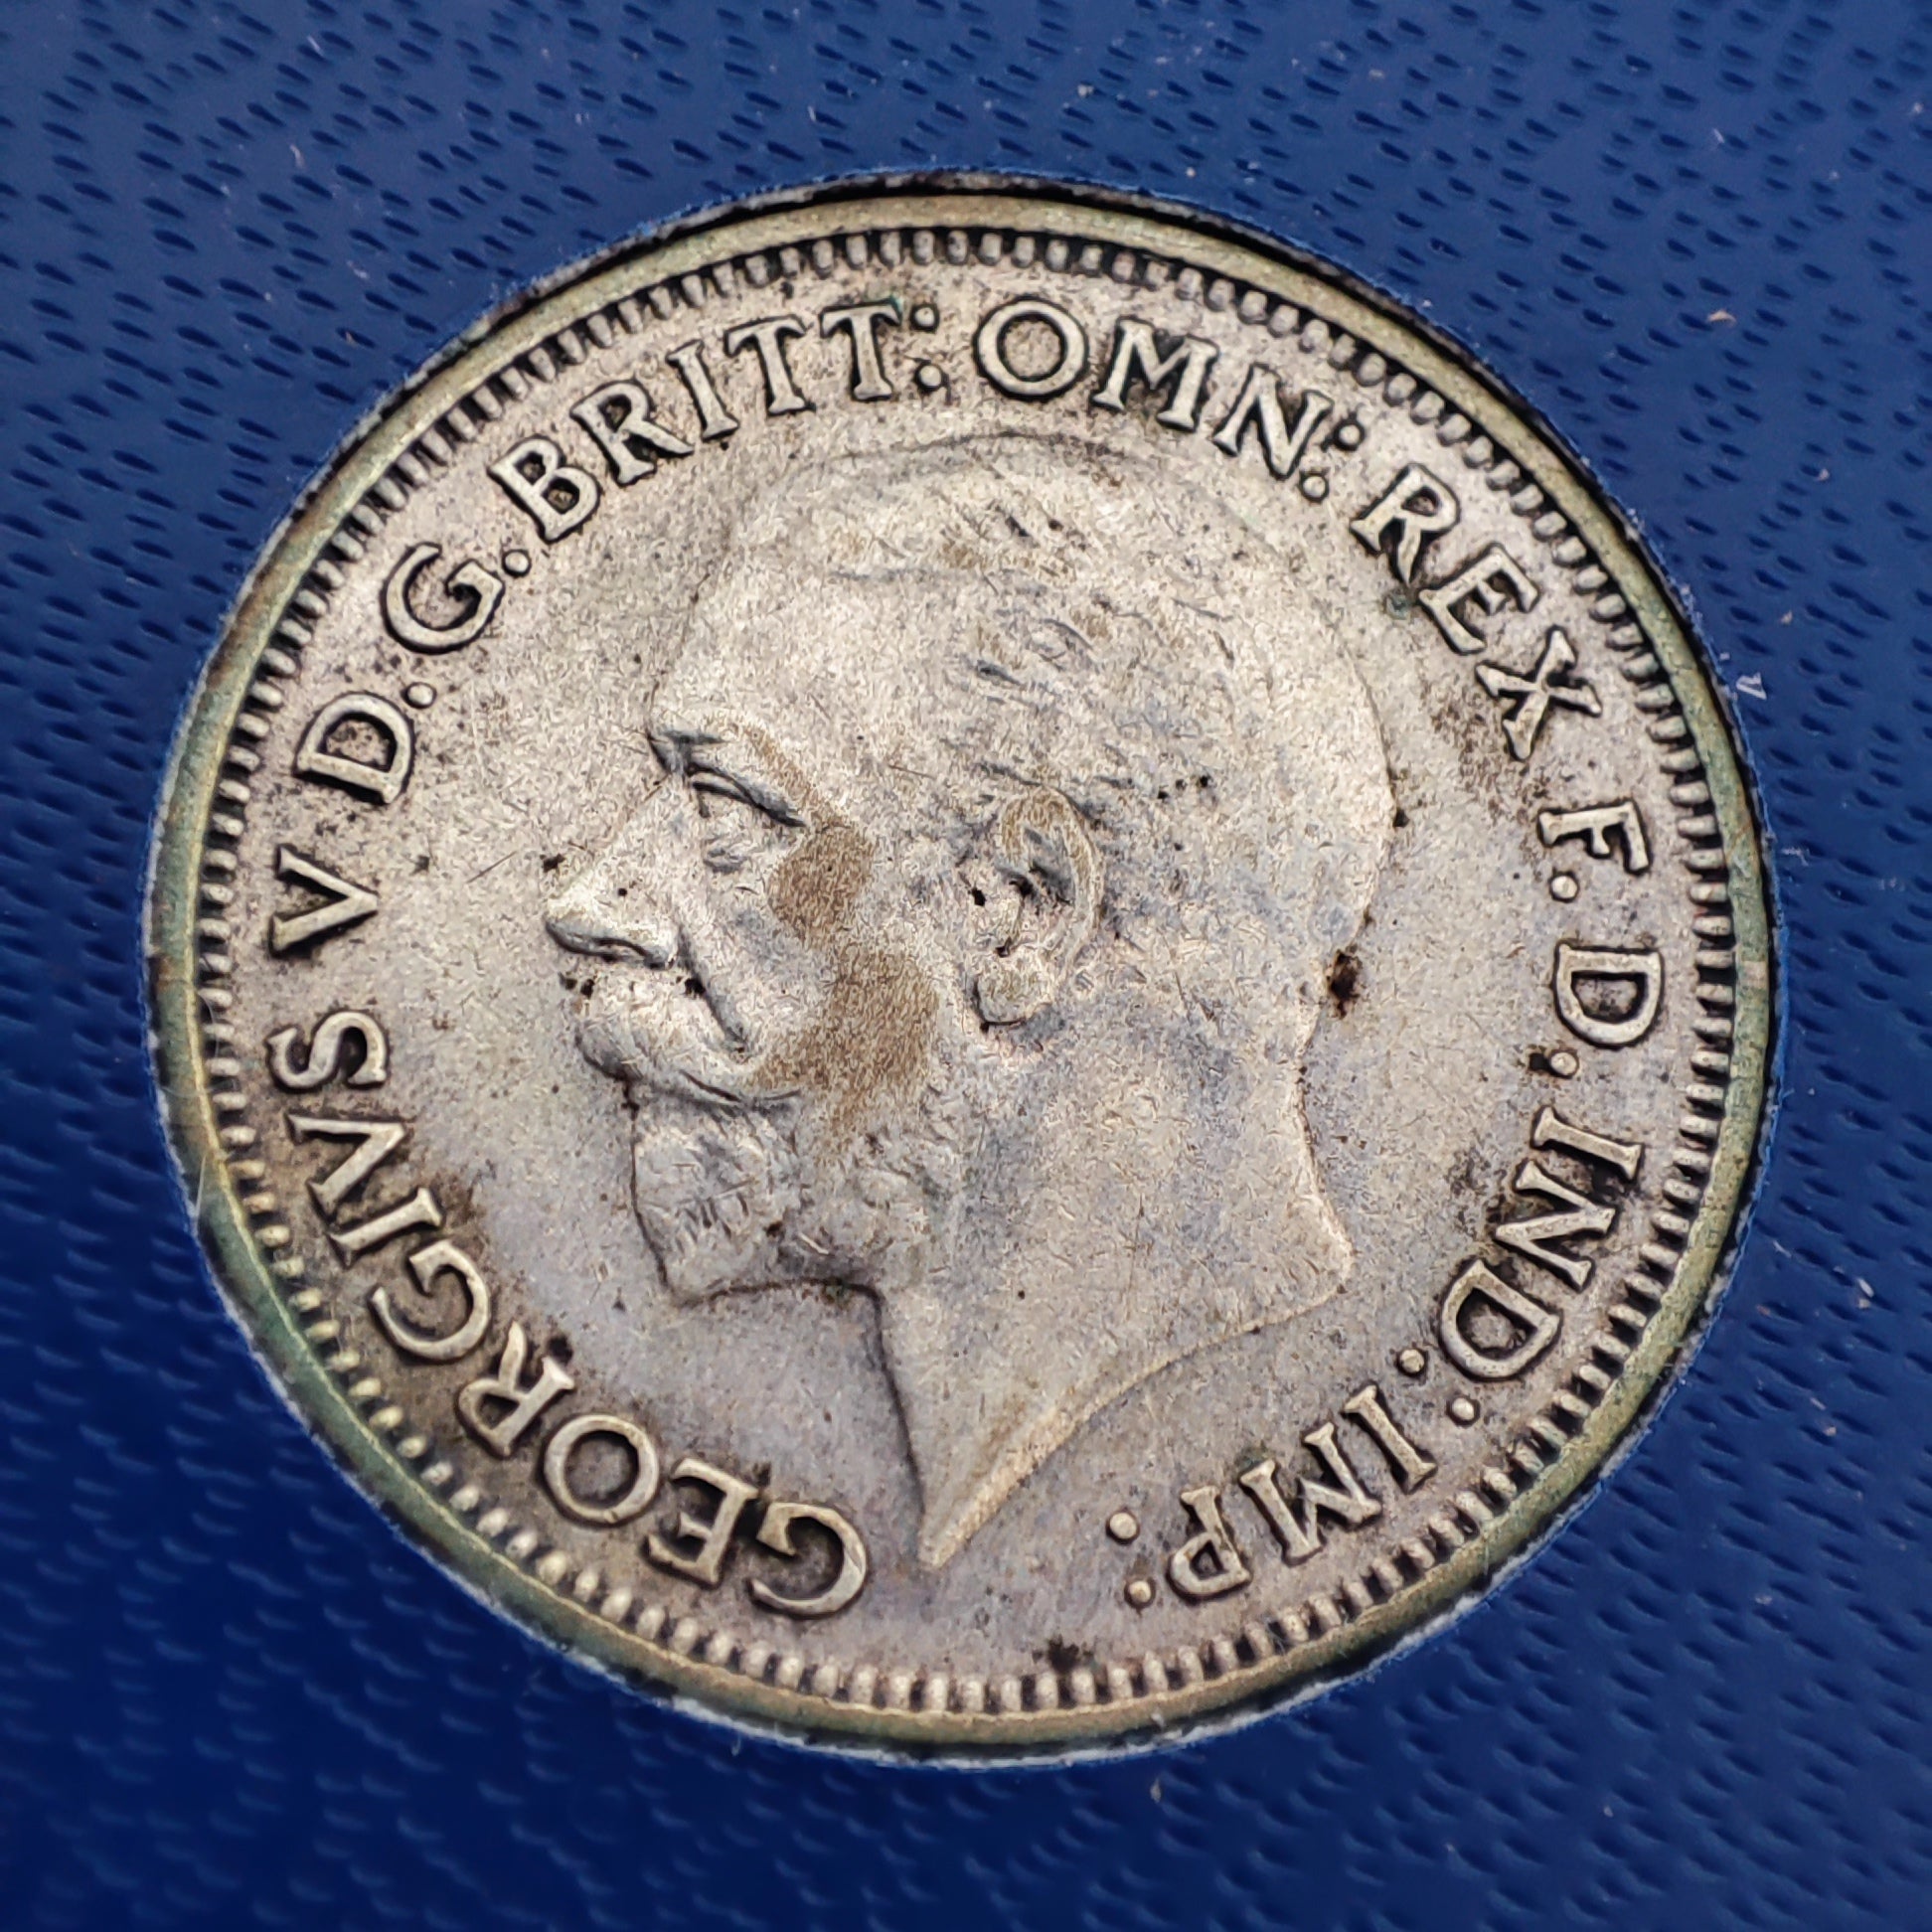 GEORGIVS V D.G.BRITT:OMN:REX F.D:IND:IMP: